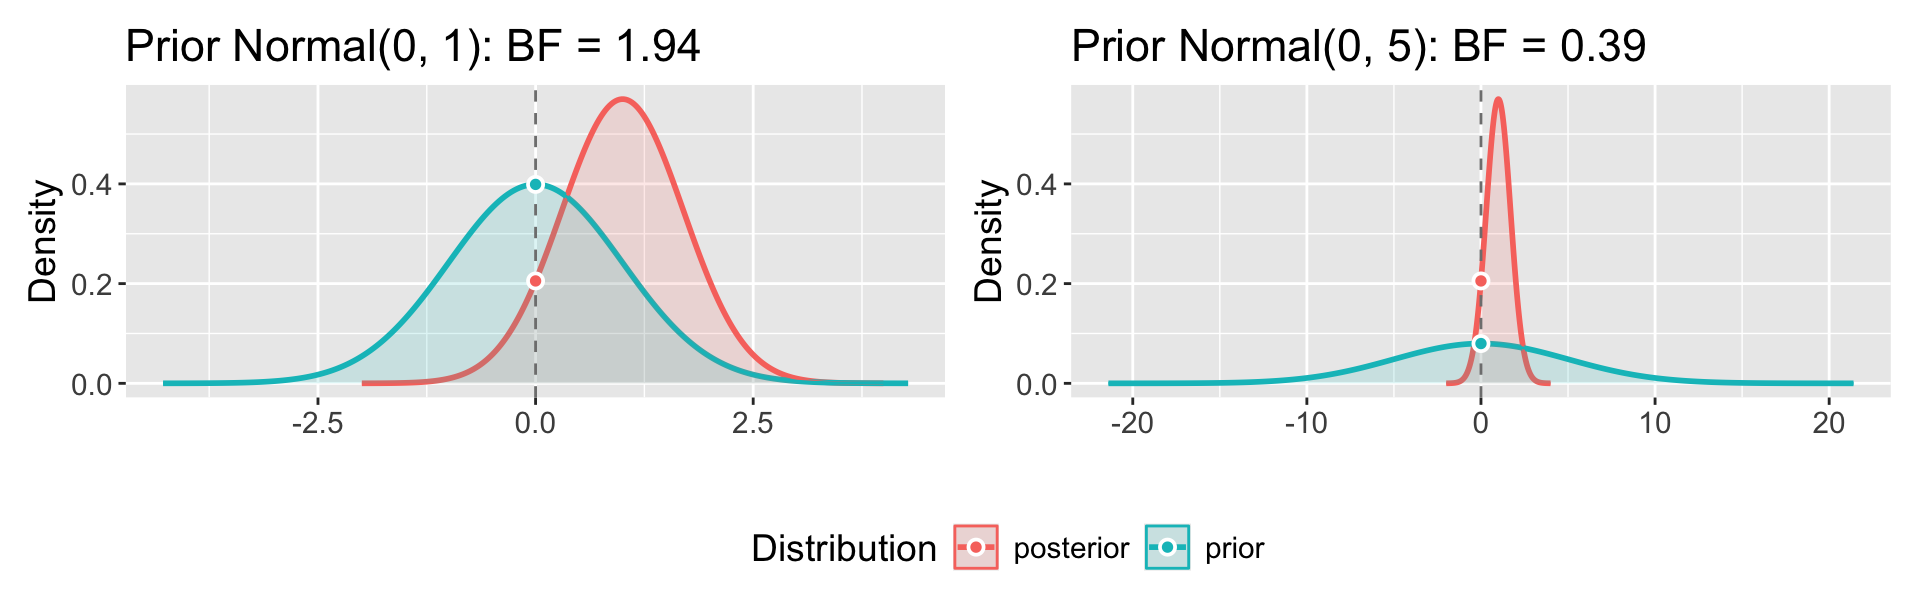 Prior Normal(0, 1): BF = 1.94
Density
0.4
0.2
0.0
-2.5 0.0 2.5
Prior Normal(0, 5): BF = 0.39
Density
0.4
0.2
0.0
-20 -10 0 10 20
Distribution posterior prior